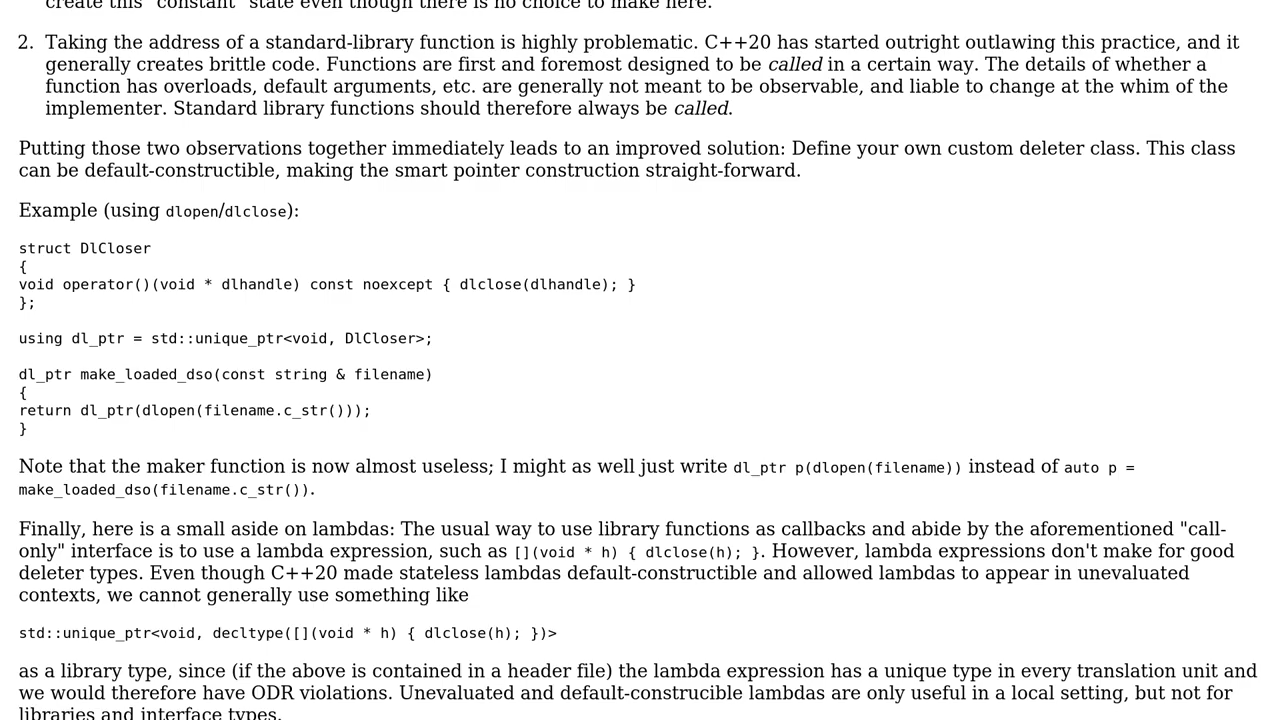 create this "constant" state even though there is no choice to make here.
2. Taking the address of a standard-library function is highly problematic. C++20 has started outright outlawing this practice, and it
generally creates brittle code. Functions are first and foremost designed to be called in a certain way. The details of whether a
function has overloads, default arguments, etc. are generally not meant to be observable, and liable to change at the whim of the
implementer. Standard library functions should therefore always be called.
Putting those two observations together immediately leads to an improved solution: Define your own custom deleter class. This class
can be default-constructible, making the smart pointer construction straight-forward.
Example (using dlopen/dlclose):
struct DlCloser
{
void operator()(void * dlhandle) const noexcept { dlclose(dlhandle); }
};
using dl_ptr = std::unique_ptr<void, DlCloser>;
dl_ptr make_loaded_dso(const string & filename)
{
return dl_ptr(dlopen(filename.c_str()));
}
Note that the maker function is now almost useless; I might as well just write dl_ptr p(dlopen(filename)) instead of auto p =
make_loaded_dso(filename.c_str()).
Finally, here is a small aside on lambdas: The usual way to use library functions as callbacks and abide by the aforementioned "call-
only" interface is to use a lambda expression, such as [](void * h) { dlclose(h); }. However, lambda expressions don't make for good
deleter types. Even though C++20 made stateless lambdas default-constructible and allowed lambdas to appear in unevaluated
contexts, we cannot generally use something like
std::unique_ptr<void, decltype([](void * h) { dlclose(h); })>
as a library type, since (if the above is contained in a header file) the lambda expression has a unique type in every translation unit and
we would therefore have ODR violations. Unevaluated and default-construcible lambdas are only useful in a local setting, but not for
libraries and interface types.